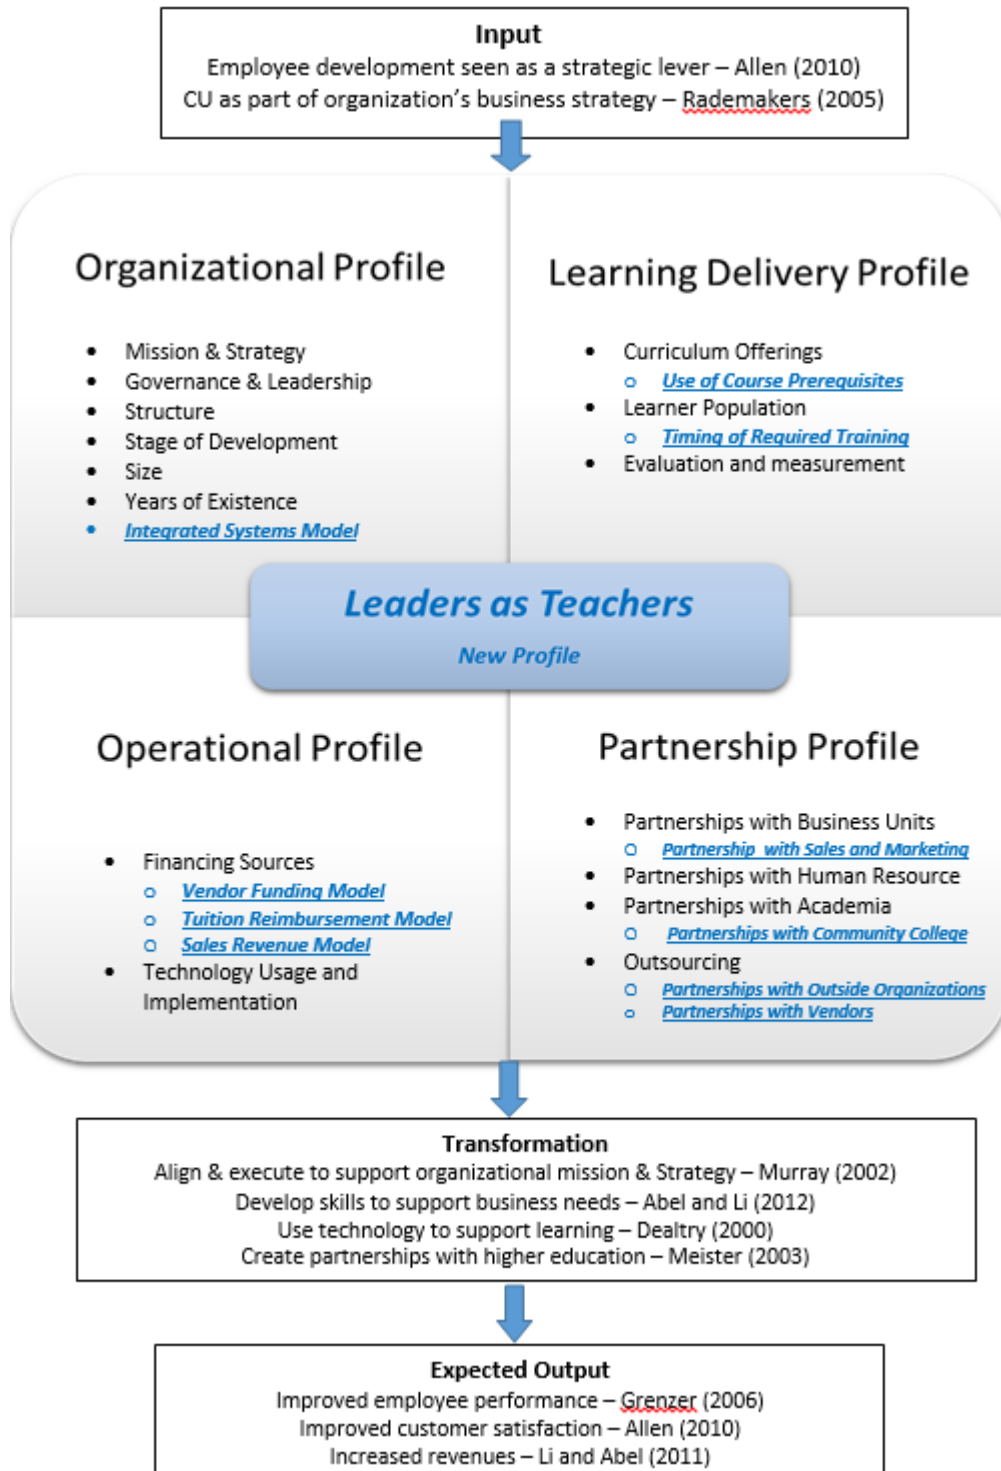 Input
Employee development seen as a strategic lever – Allen (2010)
CU as part of organization's business strategy – Rademakers (2005)
Organizational Profile
• Mission & Strategy
• Governance & Leadership
• Structure
• Stage of Development
• Size
• Years of Existence
• Integrated Systems Model
Learning Delivery Profile
• Curriculum Offerings
o Use of Course Prerequisites
• Learner Population
o Timing of Required Training
• Evaluation and measurement
Leaders as Teachers
New Profile
Operational Profile
• Financing Sources
o Vendor Funding Model
o Tuition Reimbursement Model
o Sales Revenue Model
• Technology Usage and
Implementation
Partnership Profile
• Partnerships with Business Units
o Partnership with Sales and Marketing
• Partnerships with Human Resource
• Partnerships with Academia
o Partnerships with Community College
• Outsourcing
o Partnerships with Outside Organizations
o Partnerships with Vendors
Transformation
Align & execute to support organizational mission & Strategy – Murray (2002)
Develop skills to support business needs – Abel and Li (2012)
Use technology to support learning – Dealtry (2000)
Create partnerships with higher education – Meister (2003)
Expected Output
Improved employee performance – Grenzer (2006)
Improved customer satisfaction – Allen (2010)
Increased revenues – Li and Abel (2011)